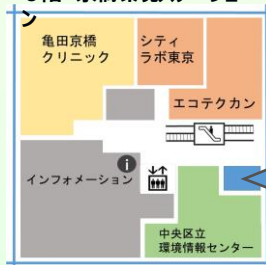 ン
亀田京橋
クリニック
シティ
ラボ東京
エコテクカン
インフォメーション
中央区立
環境情報センター